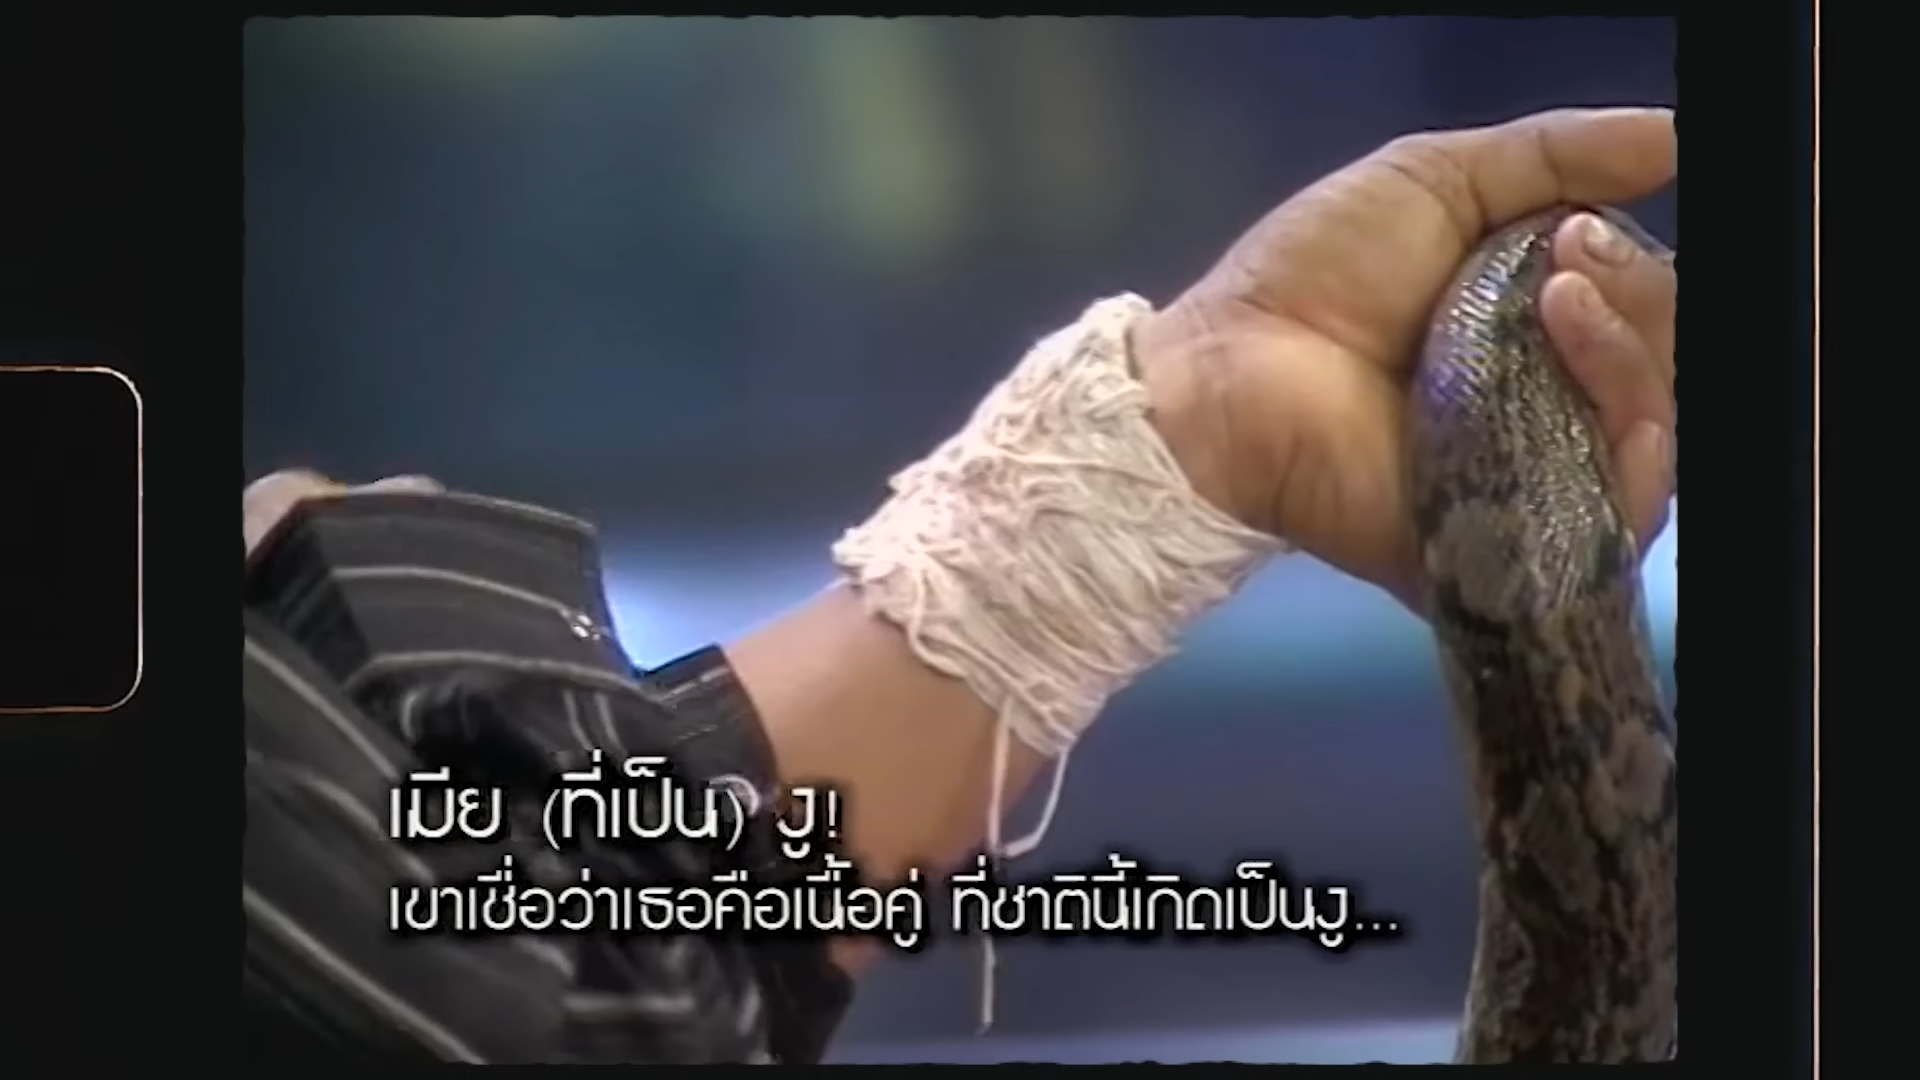 เมีย (ที่เป็น) งู!
เขาเชื่อว่าเธอคือเนื้อคู่ ที่ชาตินี้เกิดเป็นงู...